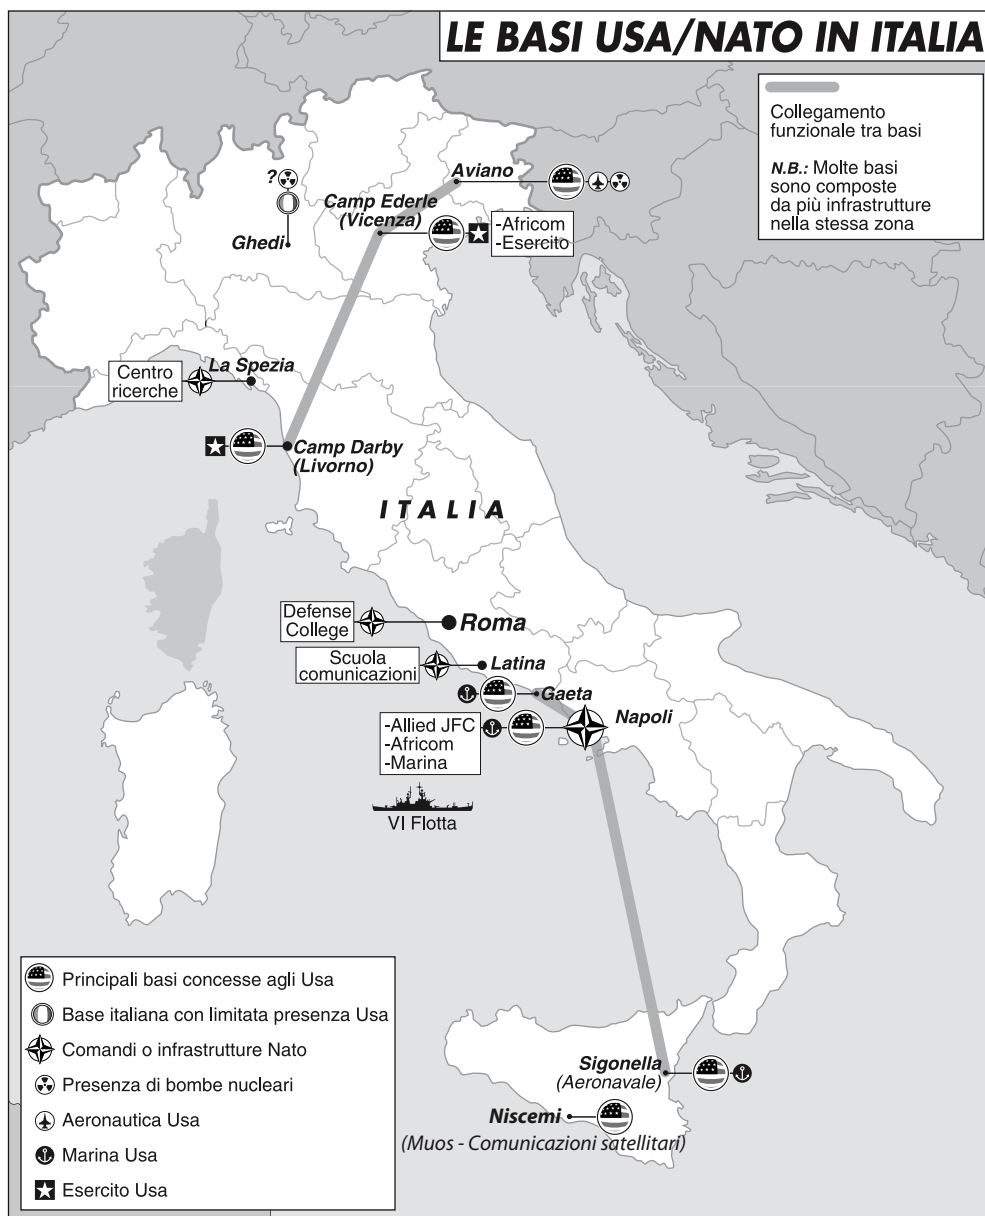 LE BASI USA/NATO IN ITALIA
Collegamento
funzionale tra basi
N.B.: Molte basi
sono composte
da più infrastrutture
nella stessa zona
Aviano
?
Camp Ederle
(Vicenza)
-Africom
-Esercito
Ghedi
La Spezia
Centro
ricerche
Camp Darby
(Livorno)
ITALIA
Defense
College
Roma
Scuola
comunicazioni
Latina
Gaeta
Napoli
-Allied JFC
-Africom
-Marina
VI Flotta
Principali basi concesse agli Usa
Base italiana con limitata presenza Usa
Comandi o infrastrutture Nato
Presenza di bombe nucleari
Aeronautica Usa
Marina Usa
Esercito Usa
Sigonella
(Aeronavale)
Niscemi
(Muos - Comunicazioni satellitari)